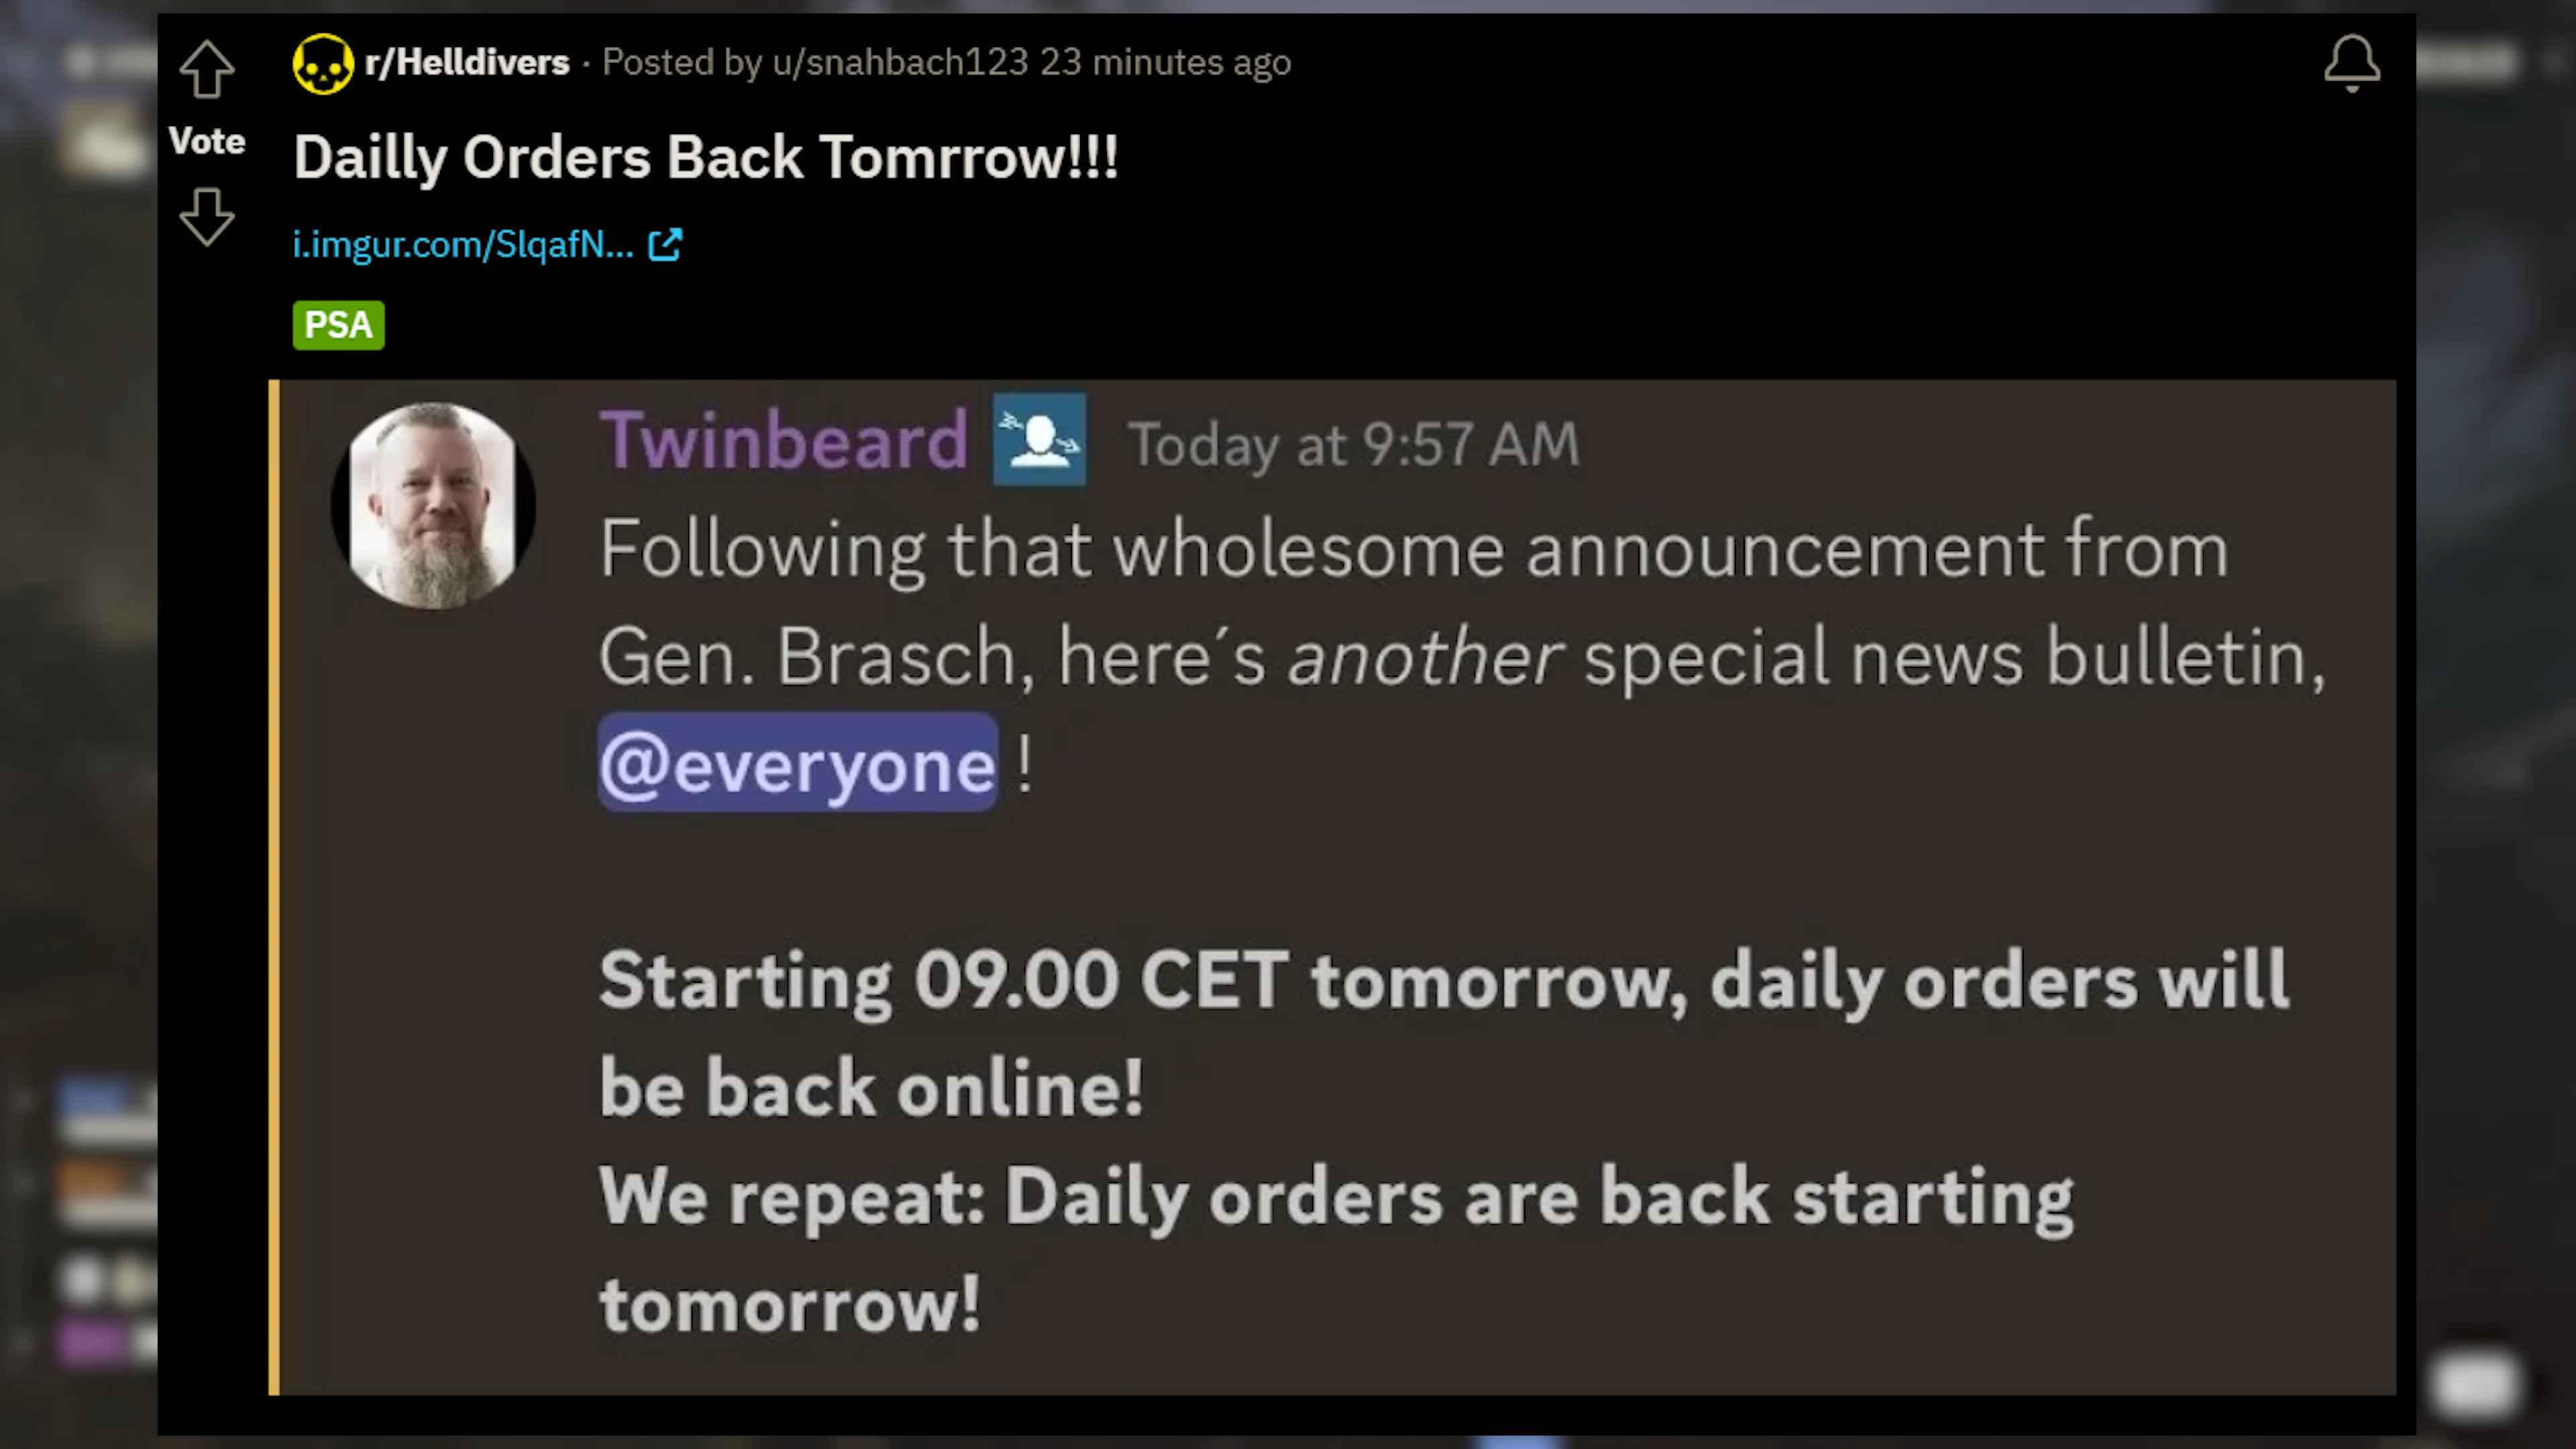 r/Helldivers · Posted by u/snahbach123 23 minutes ago
Vote
Dailly Orders Back Tomrrow!!!
i.imgur.com/SlqafN...
PSA
Twinbeard Today at 9:57 AM
Following that wholesome announcement from
Gen. Brasch, here´s another special news bulletin,
@everyone !
Starting 09.00 CET tomorrow, daily orders will
be back online!
We repeat: Daily orders are back starting
tomorrow!